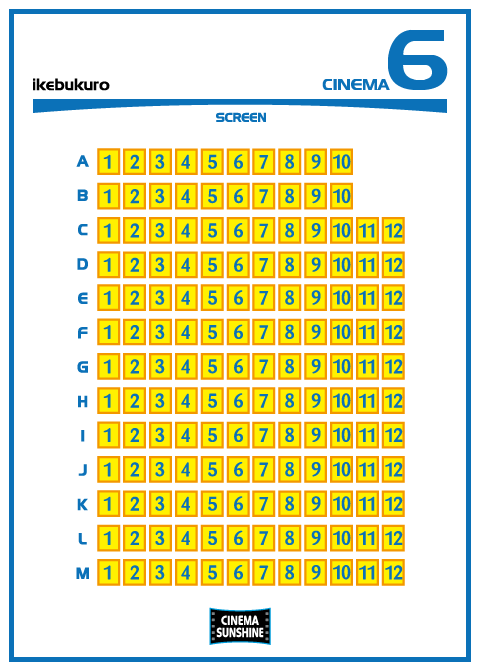 ikebukuro CINEMA 6
SCREEN
A 1 2 3 4 5 6 7 8 9 10
B 1 2 3 4 5 6 7 8 9 10
C 1 2 3 4 5 6 7 8 9 10 11 12
D 1 2 3 4 5 6 7 8 9 10 11 12
E 1 2 3 4 5 6 7 8 9 10 11 12
F 1 2 3 4 5 6 7 8 9 10 11 12
G 1 2 3 4 5 6 7 8 9 10 11 12
H 1 2 3 4 5 6 7 8 9 10 11 12
I 1 2 3 4 5 6 7 8 9 10 11 12
J 1 2 3 4 5 6 7 8 9 10 11 12
K 1 2 3 4 5 6 7 8 9 10 11 12
L 1 2 3 4 5 6 7 8 9 10 11 12
M 1 2 3 4 5 6 7 8 9 10 11 12
CINEMA
SUNSHINE